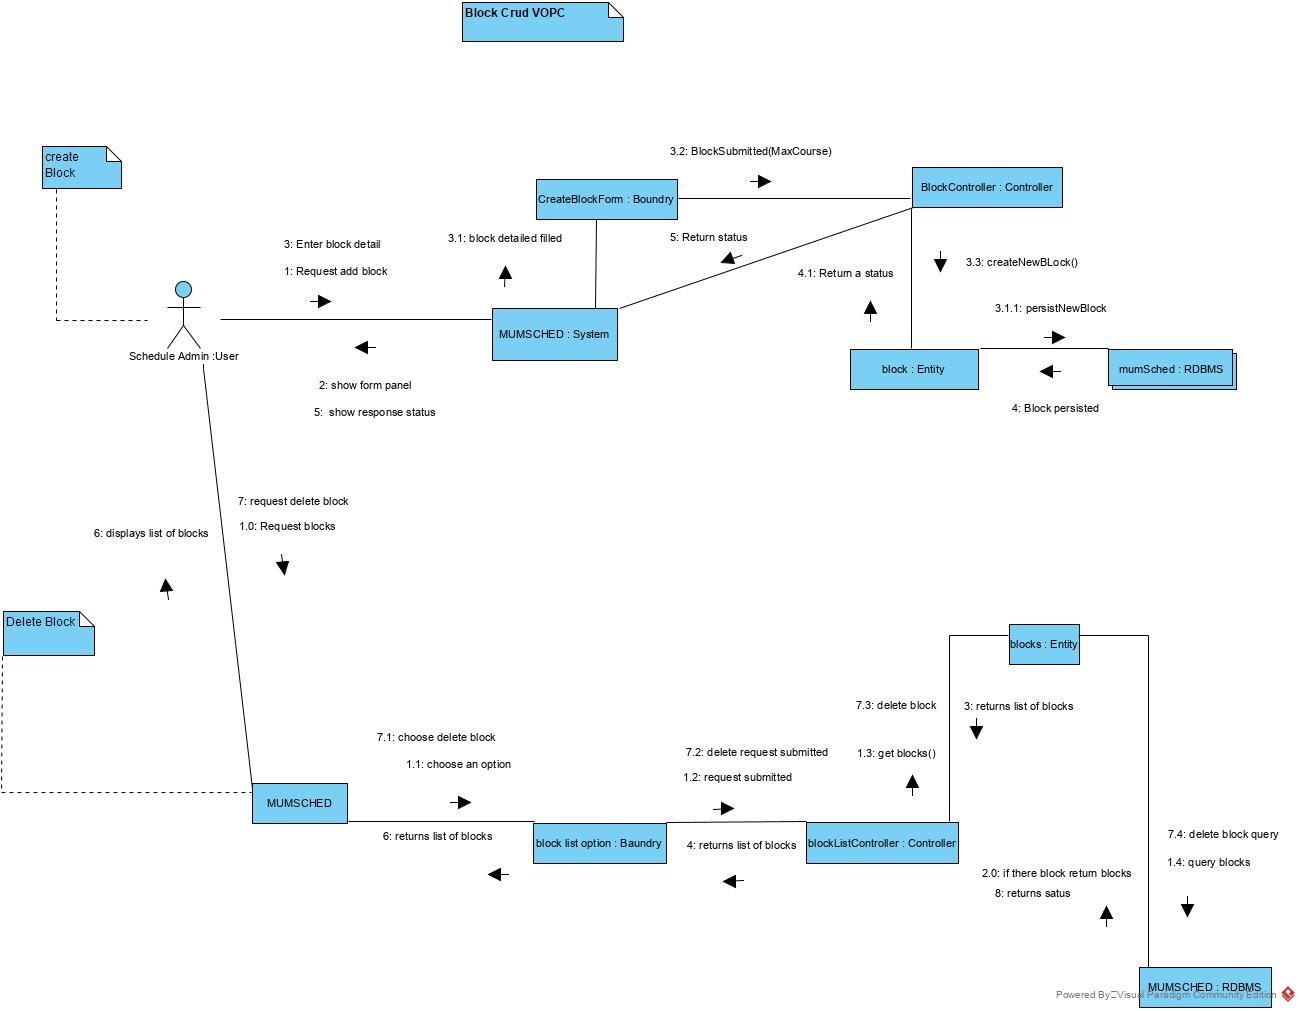 Block Crud VOPC
create
Block
3.2: BlockSubmitted(MaxCourse)
CreateBlockForm : Boundry
BlockController : Controller
3: Enter block detail
3.1: block detailed filled
5: Return status
1: Request add block
4.1: Return a status
3.3: createNewBLock()
3.1.1: persistNewBlock
MUMSCHED : System
Schedule Admin :User
block : Entity
mumSched : RDBMS
2: show form panel
5:  show response status
4: Block persisted
7: request delete block
1.0: Request blocks
6: displays list of blocks
Delete Block
blocks : Entity
7.3: delete block
3: returns list of blocks
7.1: choose delete block
1.1: choose an option
7.2: delete request submitted
1.3: get blocks()
1.2: request submitted
MUMSCHED
6: returns list of blocks
block list option : Baundry
4: returns list of blocks
blockListController : Controller
7.4: delete block query
1.4: query blocks
2.0: if there block return blocks
8: returns satus
MUMSCHED : RDBMS
Powered By Visual Paradigm Community Edition